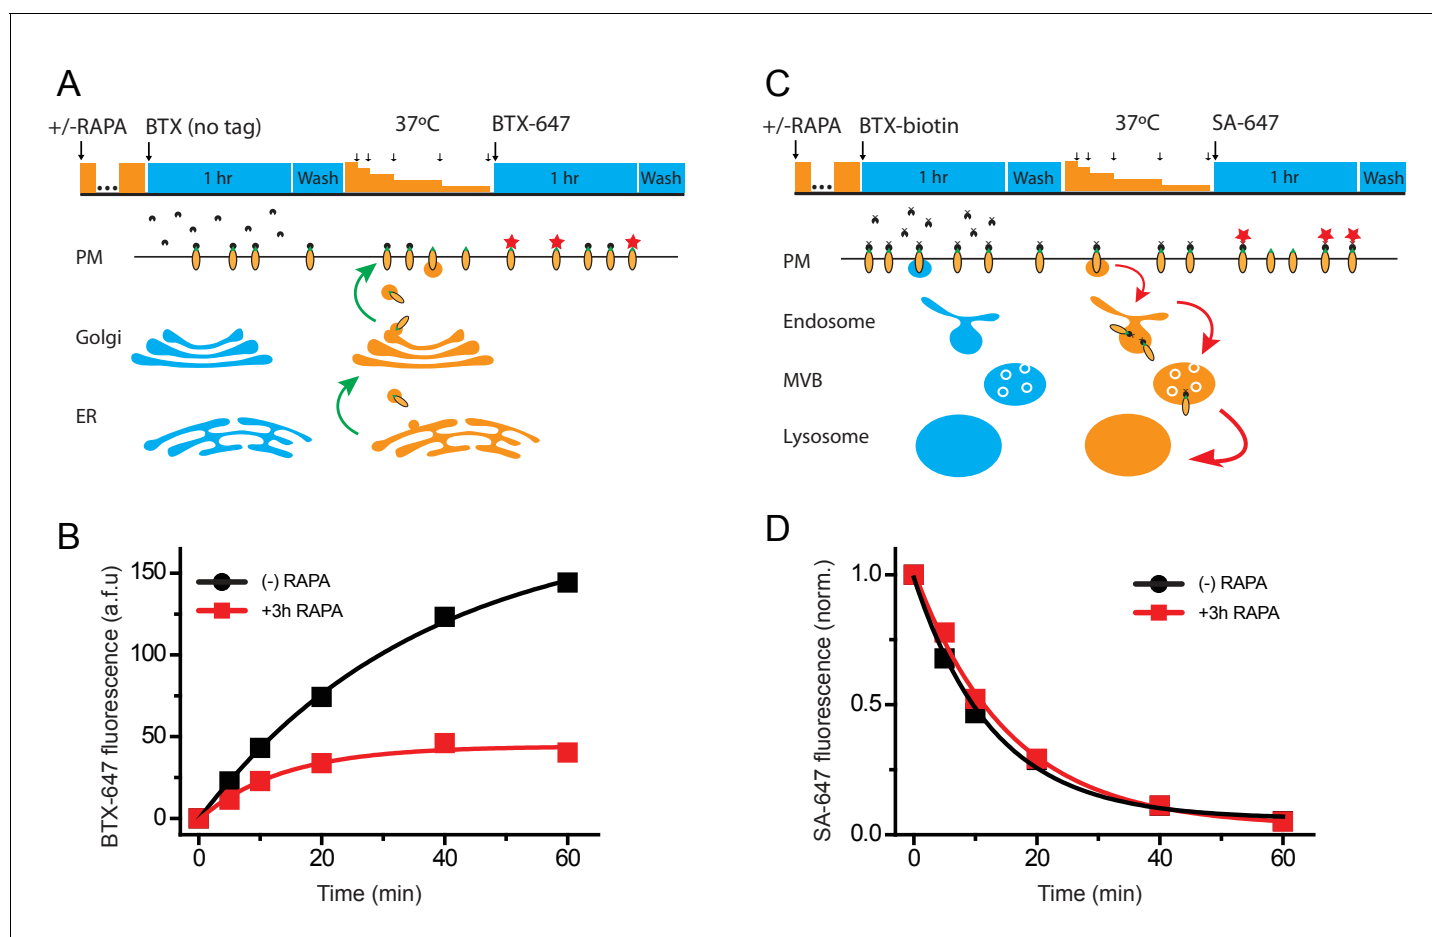 A
+/-RAPA
BTX (no tag)
37ºC
BTX-647
1 hr
Wash
1 hr
Wash
PM
Golgi
ER
C
+/-RAPA
BTX-biotin
37ºC
SA-647
1 hr
Wash
1 hr
Wash
PM
Endosome
MVB
Lysosome
B
BTX-647 fluorescence (a.f.u)
150
100
50
0
(-) RAPA
+3h RAPA
0
20
40
60
Time (min)
D
SA-647 fluorescence (norm.)
1.0
0.5
0.0
(-) RAPA
+3h RAPA
0
20
40
60
Time (min)